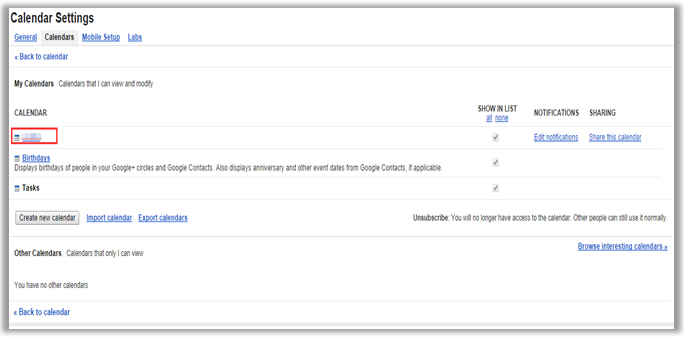 Calendar Settings
General Calendars Mobile Setup Labs
« Back to calendar
My Calendars Calendars that I can view and modify
CALENDAR SHOW IN LIST NOTIFICATIONS SHARING
all none
Edit notifications Share this calendar
Birthdays
Displays birthdays of people in your Google+ circles and Google Contacts. Also displays anniversary and other event dates from Google Contacts, if applicable.
Tasks
Create new calendar Import calendar Export calendars Unsubscribe: You will no longer have access to the calendar. Other people can still use it normally.
Browse interesting calendars »
Other Calendars Calendars that only I can view
You have no other calendars
« Back to calendar